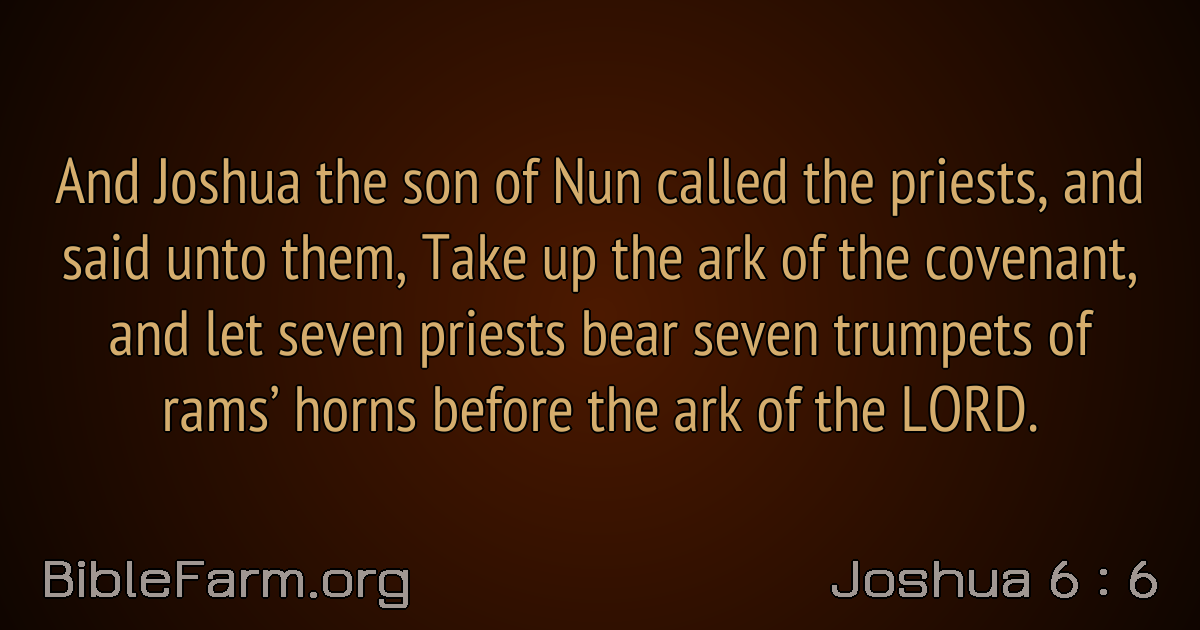 And Joshua the son of Nun called the priests, and
said unto them, Take up the ark of the covenant,
and let seven priests bear seven trumpets of
rams’ horns before the ark of the LORD.
BibleFarm.org
Joshua 6 : 6